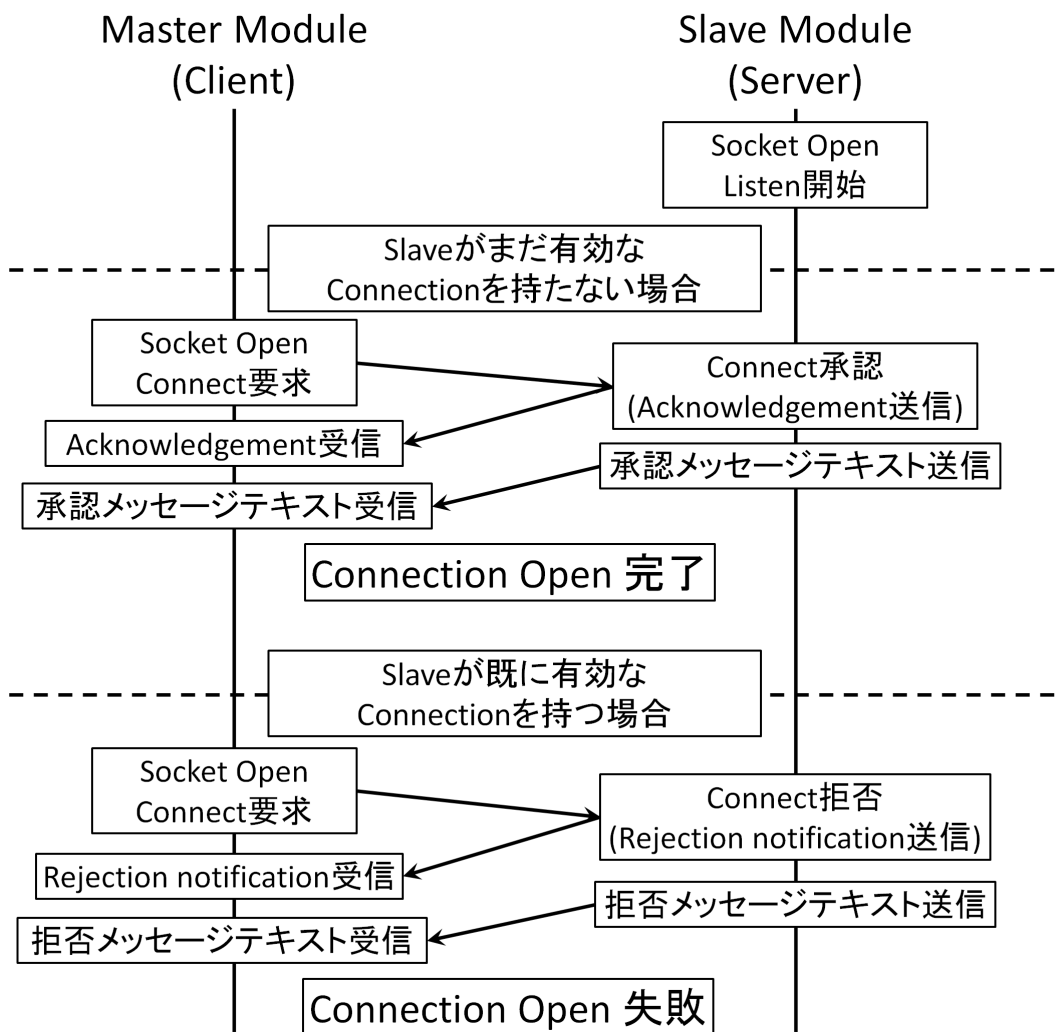 Master Module
(Client)
Slave Module
(Server)
Socket Open
Listen開始
Slaveがまだ有効な
Connectionを持たない場合
Socket Open
Connect要求
Connect承認
(Acknowledgement送信)
Acknowledgement受信
承認メッセージテキスト送信
承認メッセージテキスト受信
Connection Open 完了
Slaveが既に有効な
Connectionを持つ場合
Socket Open
Connect要求
Connect拒否
(Rejection notification送信)
Rejection notification受信
拒否メッセージテキスト送信
拒否メッセージテキスト受信
Connection Open 失敗